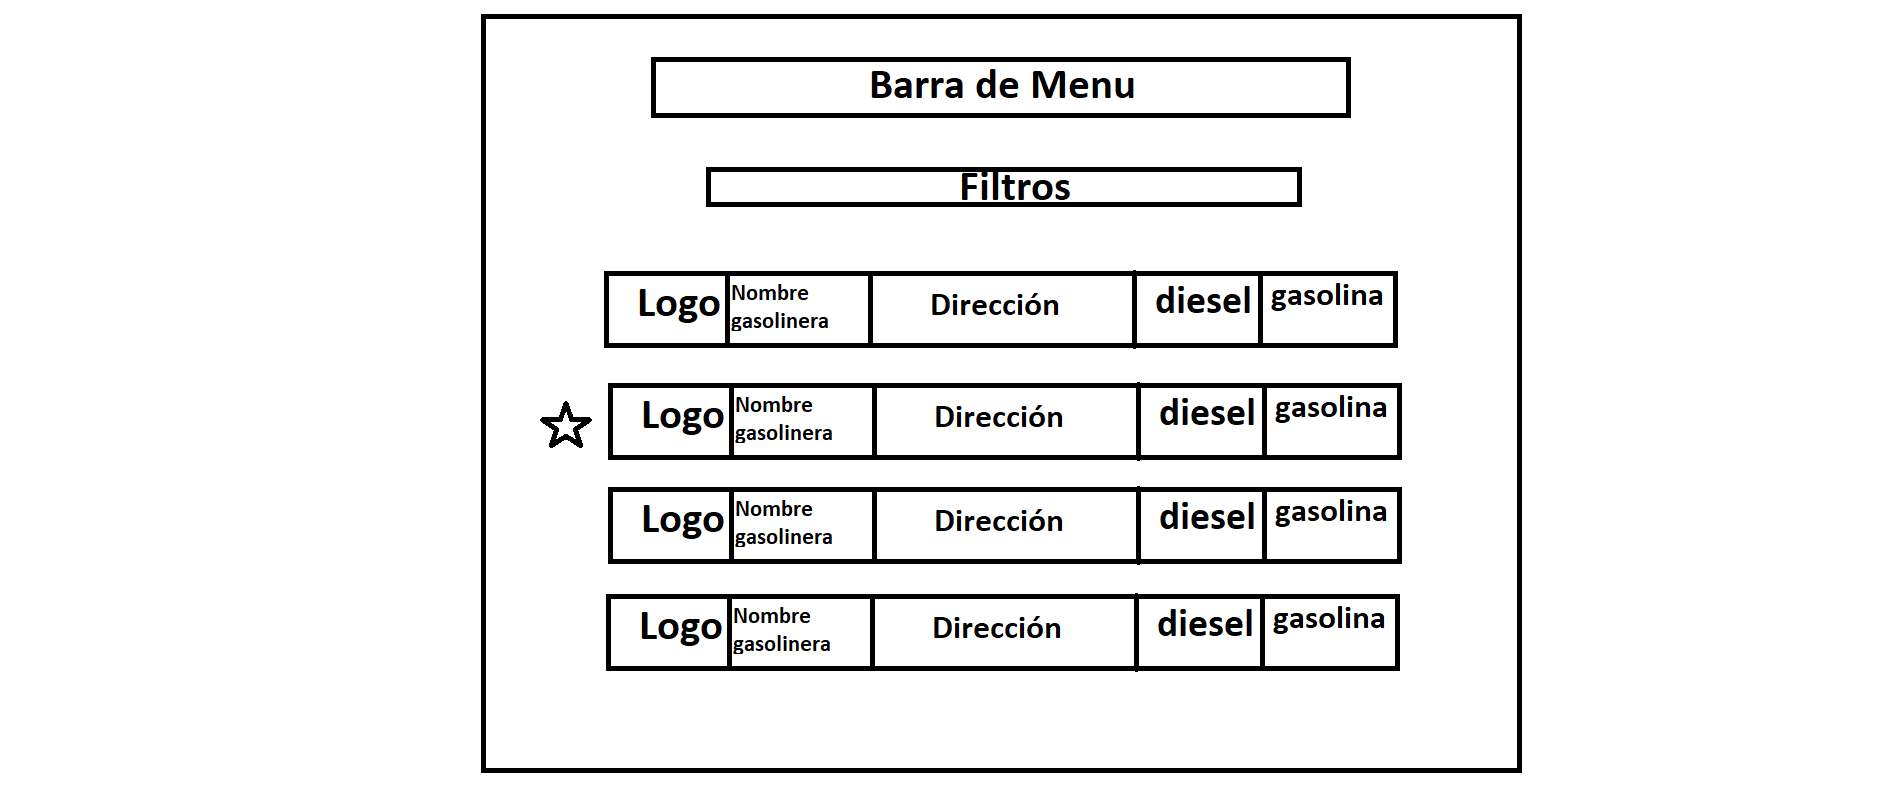 Barra de Menu
Filtros
Logo Nombre gasolinera Dirección diesel gasolina
Logo Nombre gasolinera Dirección diesel gasolina
Logo Nombre gasolinera Dirección diesel gasolina
Logo Nombre gasolinera Dirección diesel gasolina